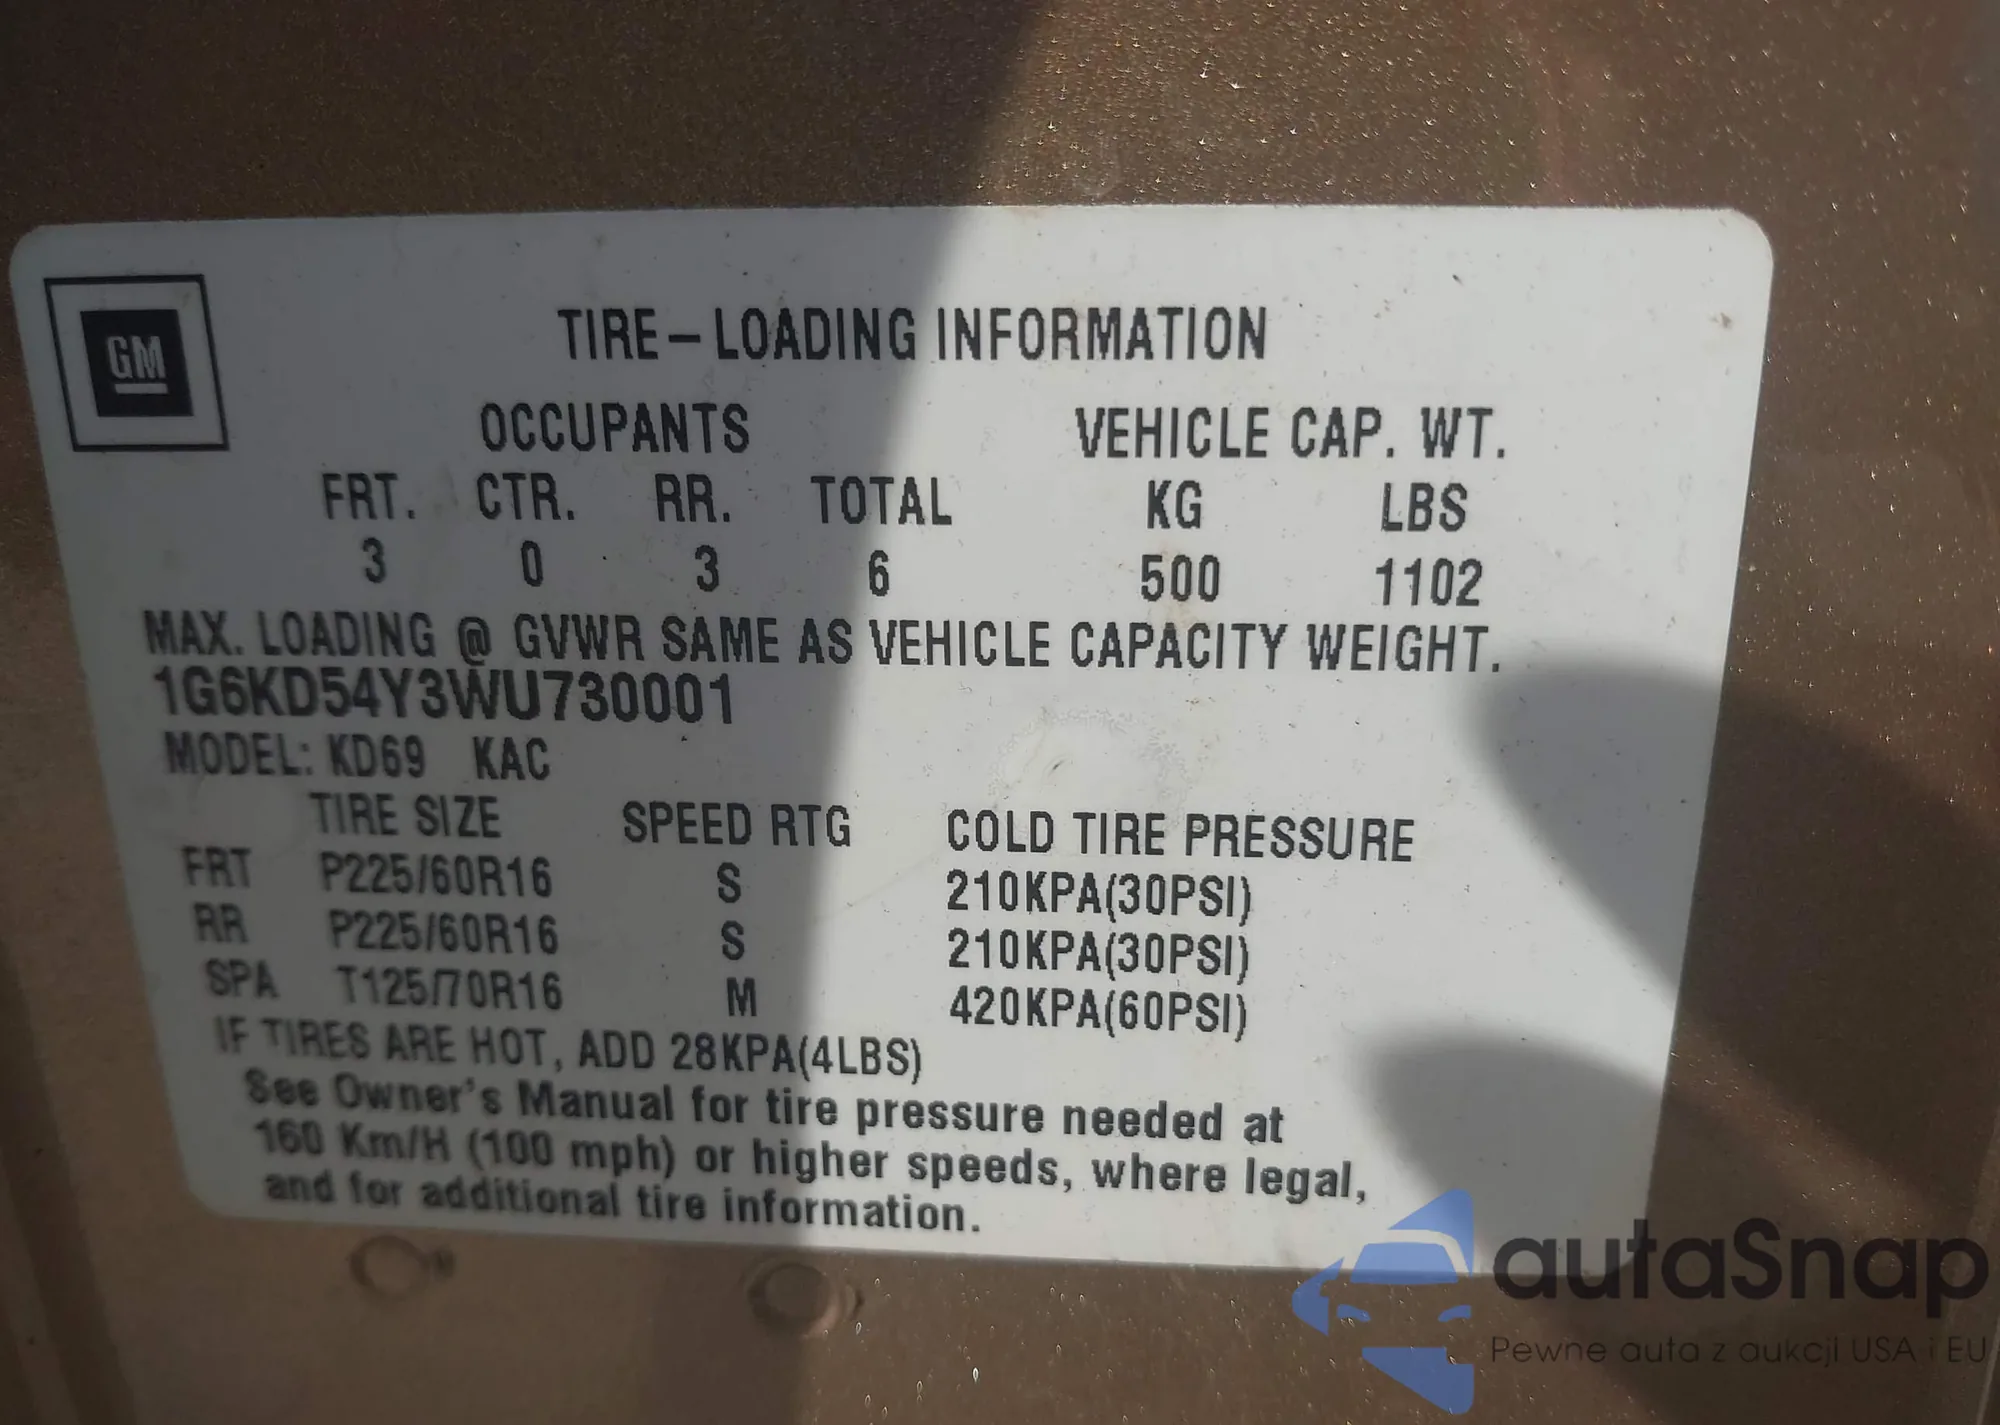 GM
TIRE-LOADING INFORMATION
OCCUPANTS VEHICLE CAP. WT.
FRT. CTR. RR. TOTAL KG LBS
3 0 3 6 500 1102
MAX. LOADING @ GVWR SAME AS VEHICLE CAPACITY WEIGHT.
1G6KD54Y3WU730001
MODEL: KD69 KAC
TIRE SIZE SPEED RTG COLD TIRE PRESSURE
FRT P225/60R16 S 210KPA(30PSI)
RR P225/60R16 S 210KPA(30PSI)
SPA T125/70R16 M 420KPA(60PSI)
IF TIRES ARE HOT, ADD 28KPA(4LBS)
See Owner's Manual for tire pressure needed at
160 Km/H (100 mph) or higher speeds, where legal,
and for additional tire information.
autaSnap
Pewne auta z aukcji USA i EU